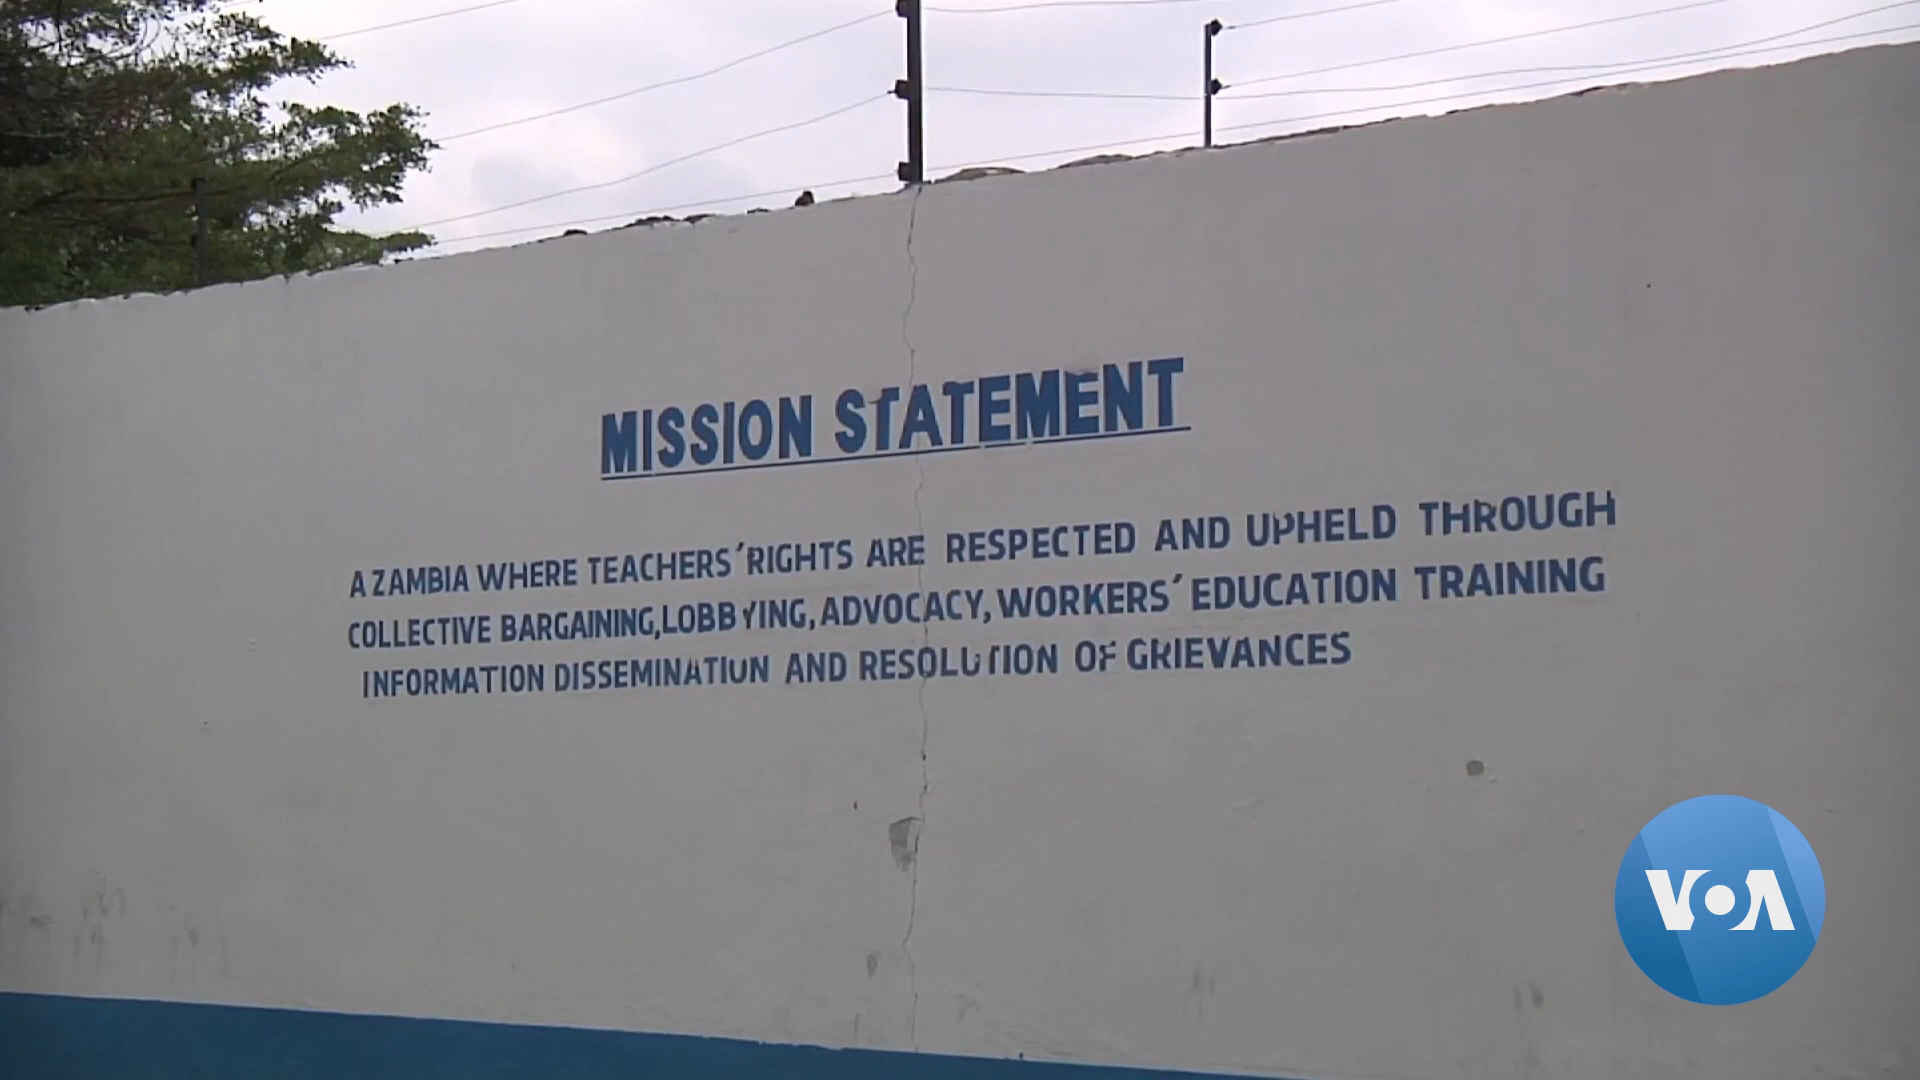 MISSION STATEMENT
A ZAMBIA WHERE TEACHERS´RIGHTS ARE RESPECTED AND UPHELD THROUGH
COLLECTIVE BARGAINING,LOBBYING, ADVOCACY, WORKERS´ EDUCATION TRAINING
INFORMATION DISSEMINATION AND RESOLUTION OF GRIEVANCES
VOA